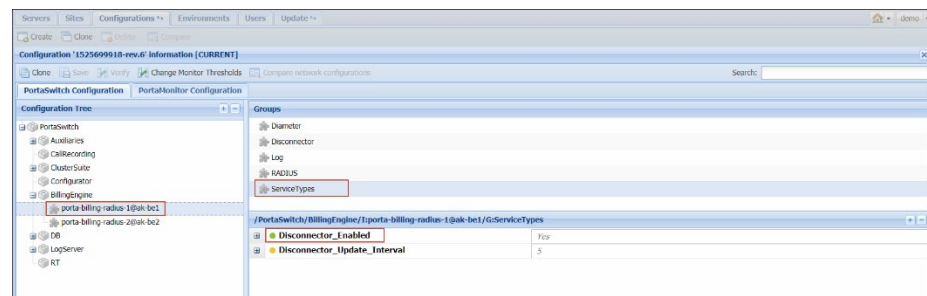 Servers Sites Configurations Environments Users Update demo
Create Clone Delete Compare
Configuration '1525699918-rev.6' information [CURRENT]
Clone Save Verify Change Monitor Thresholds Compare network configurations Search:
PortaSwitch Configuration PortaMonitor Configuration
Configuration Tree
Groups
PortaSwitch
Auxiliaries
CallRecording
ClusterSuite
Configurator
BillingEngine
porta-billing-radius-1@ak-be1
porta-billing-radius-2@ak-be2
DB
LogServer
RT
Diameter
Disconnector
Log
RADIUS
ServiceTypes
/PortaSwitch/BillingEngine/I:porta-billing-radius-1@ak-be1/G:ServiceTypes
Disconnector_Enabled Yes
Disconnector_Update_Interval 5